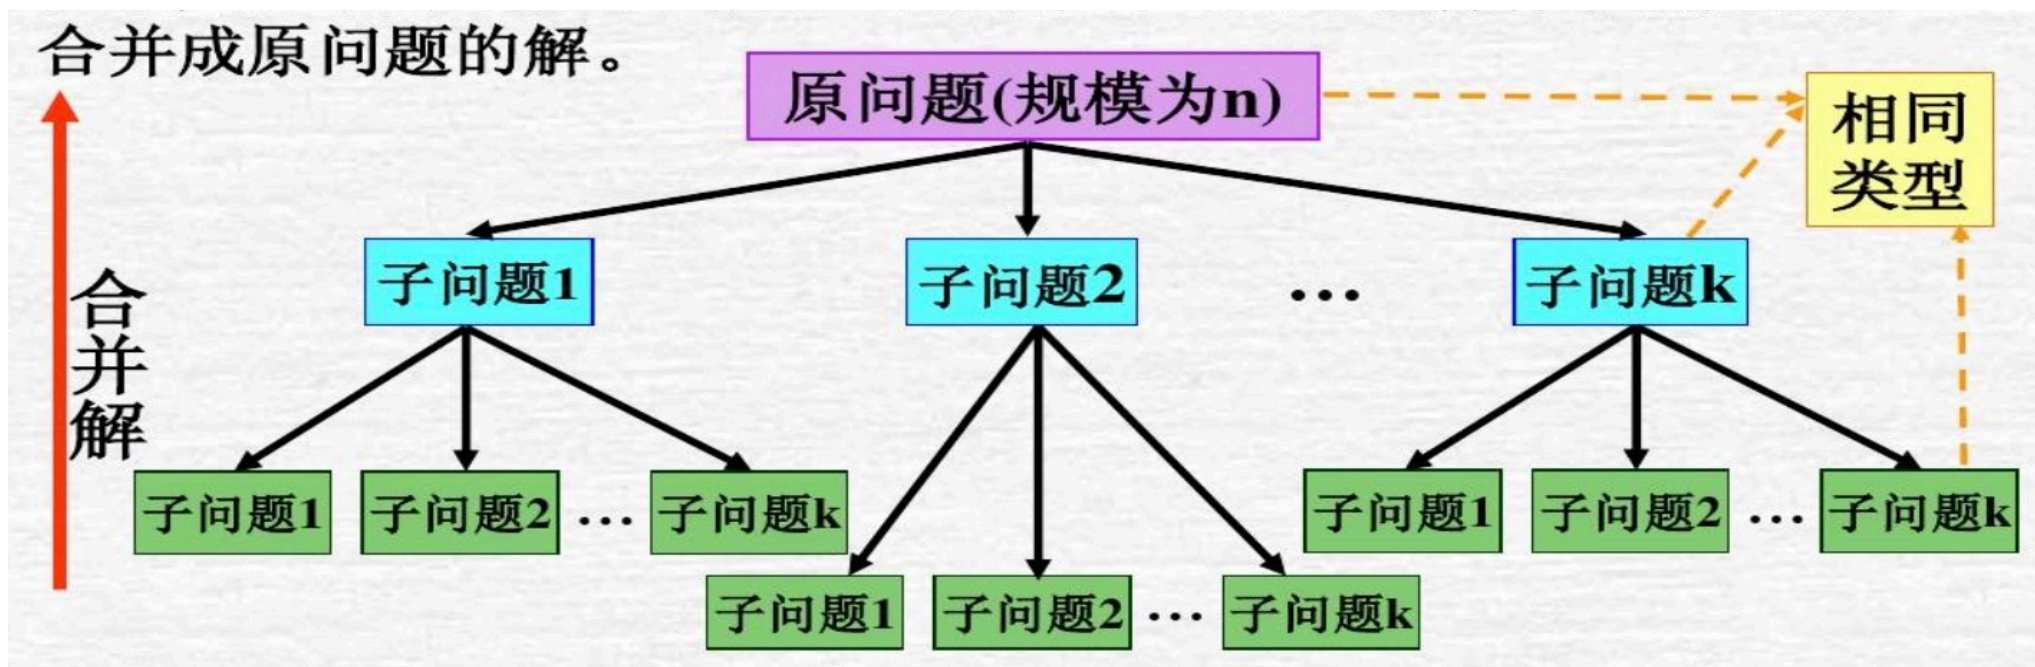 合并成原问题的解。
原问题(规模为n)
相同
类型
合并解
子问题1
子问题2
…
子问题k
子问题1
子问题2
…
子问题k
子问题1
子问题2
…
子问题k
子问题1
子问题2
…
子问题k